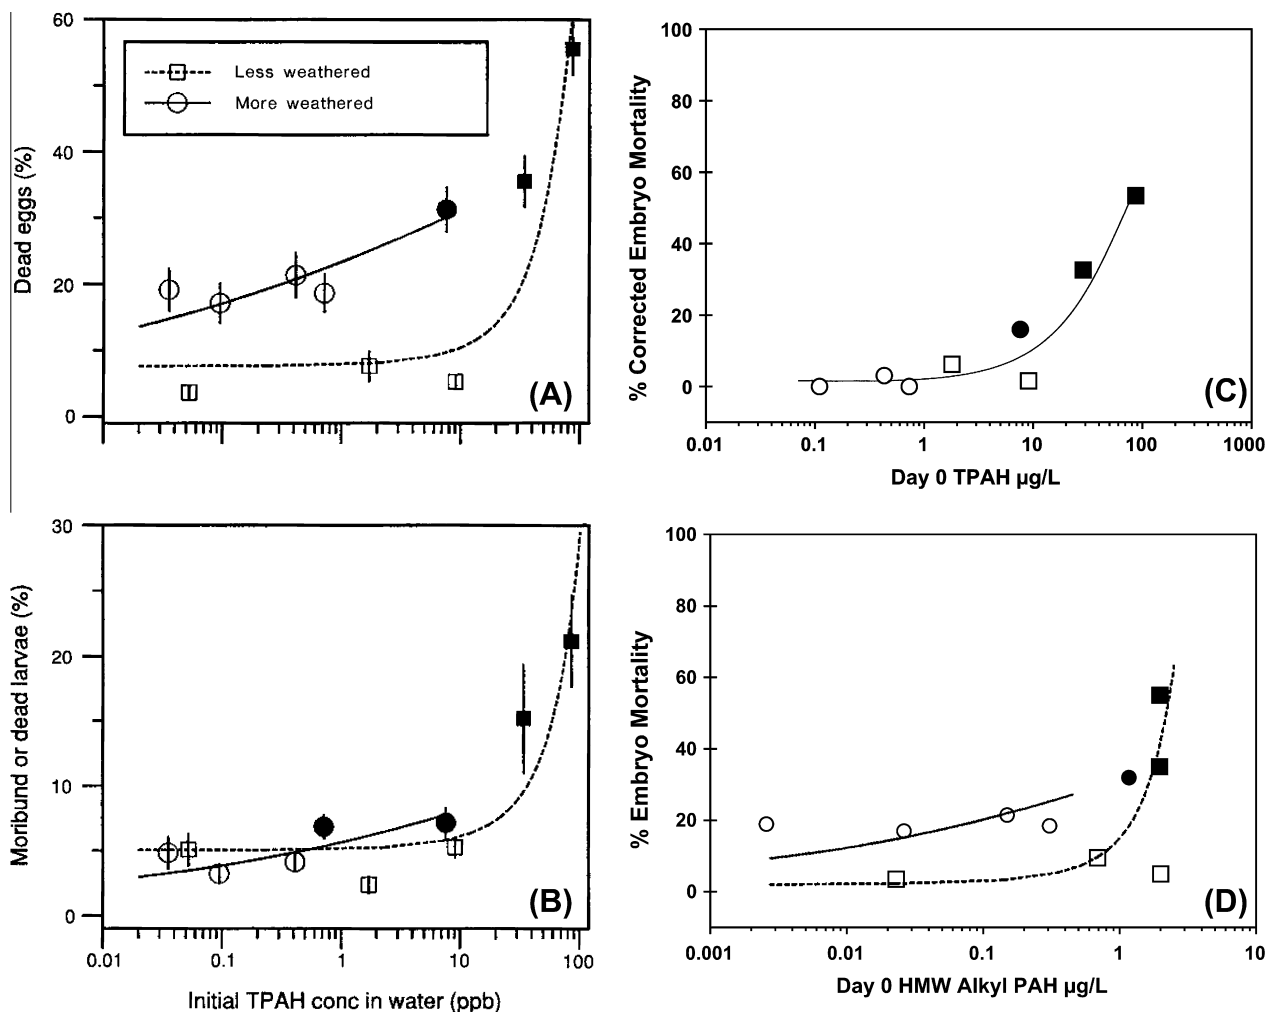 60
40
20
0
Dead eggs (%)
Less weathered
More weathered
(A)
100
80
60
40
20
0
% Corrected Embryo Mortality
(C)
0.01 0.1 1 10 100 1000
Day 0 TPAH µg/L
30
20
10
0
Moribund or dead larvae (%)
(B)
0.01 0.1 1 10 100
Initial TPAH conc in water (ppb)
100
80
60
40
20
0
% Embryo Mortality
(D)
0.001 0.01 0.1 1 10
Day 0 HMW Alkyl PAH µg/L